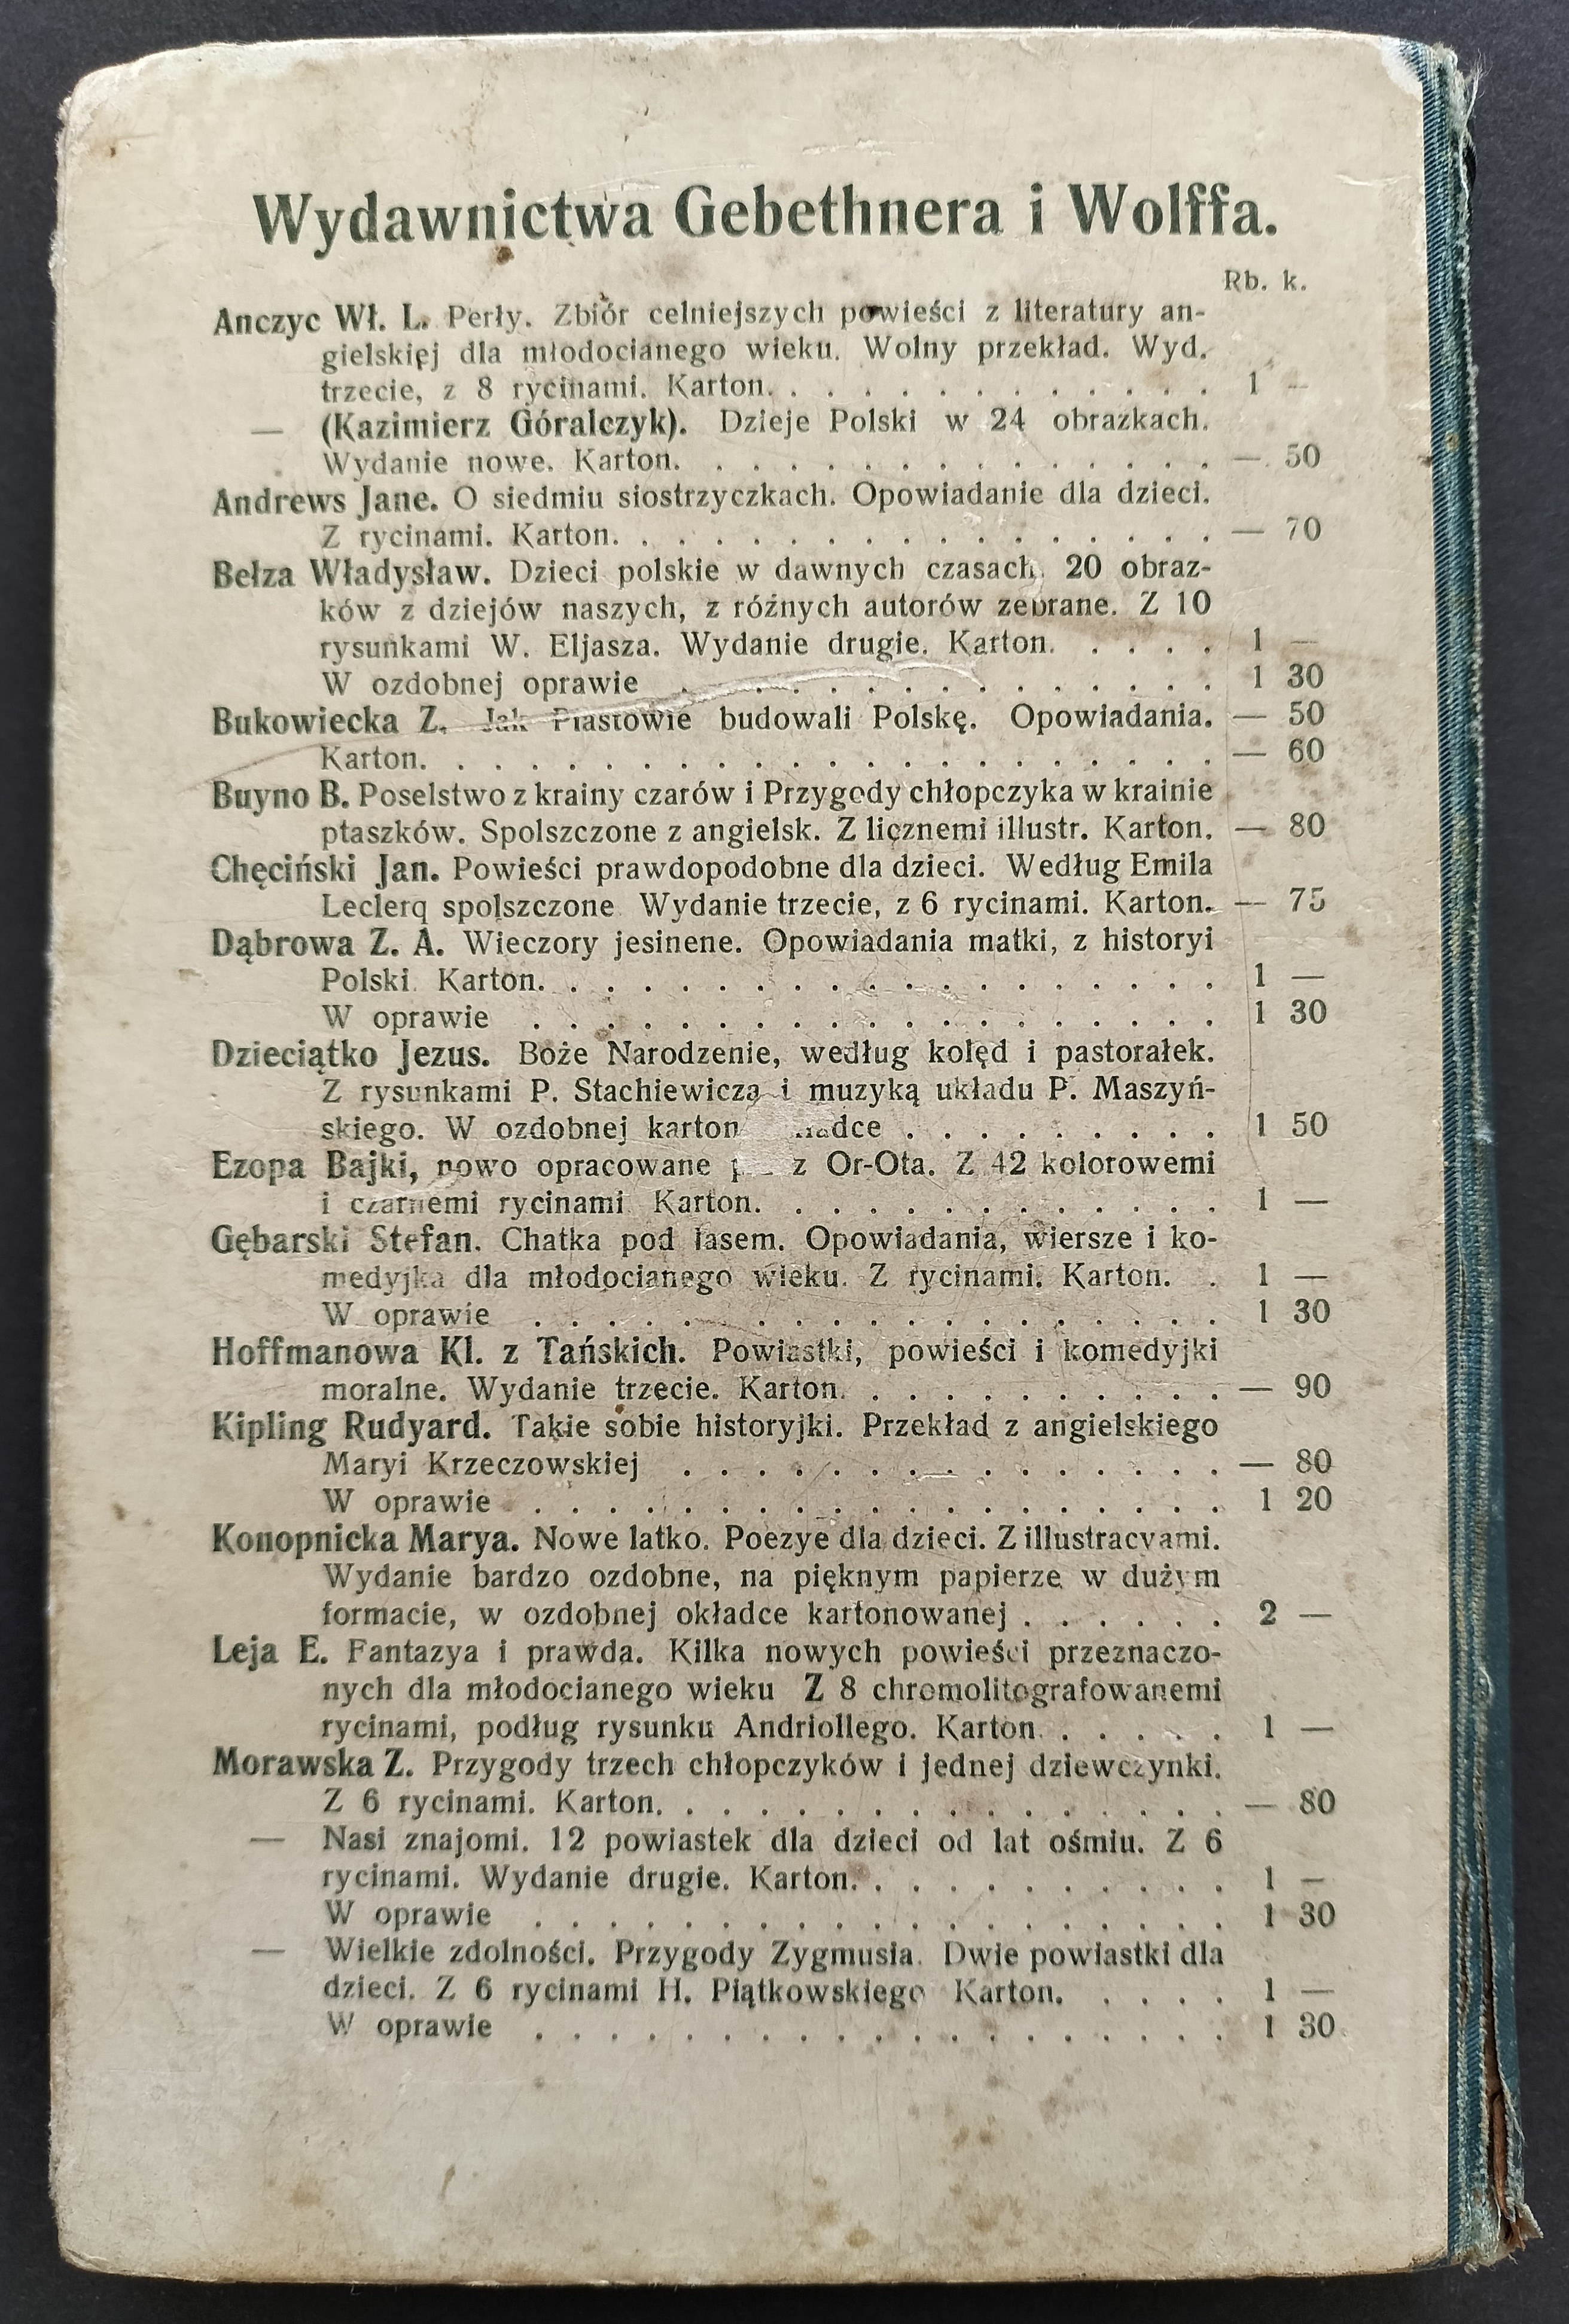 Wydawnictwa Gebethnera i Wolffa.
Rb. k.
Anczyc Wł. L. Perły. Zbiór celniejszych powieści z literatury an-
gielskiej dla młodocianego wieku. Wolny przekład. Wyd.
trzecie, z 8 rycinami. Karton. . . . . . . . . . . . . 1 —
— (Kazimierz Góralczyk). Dzieje Polski w 24 obrazkach.
Wydanie nowe. Karton. . . . . . . . . . . . . . . — 50
Andrews Jane. O siedmiu siostrzyczkach. Opowiadanie dla dzieci.
Z rycinami. Karton. . . . . . . . . . . . . . . . . — 70
Bełza Władysław. Dzieci polskie w dawnych czasach. 20 obraz-
ków z dziejów naszych, z różnych autorów zebrane. Z 10
rysunkami W. Eljasza. Wydanie drugie. Karton. . . . . 1 —
W ozdobnej oprawie . . . . . . . . . . . . . . . 1 30
Bukowiecka Z. Jak Piastowie budowali Polskę. Opowiadania. — 50
Karton. . . . . . . . . . . . . . . . . . . . . . . — 60
Buyno B. Poselstwo z krainy czarów i Przygody chłopczyka w krainie
ptaszków. Spolszczone z angielsk. Z licznemi illustr. Karton. — 80
Chęciński Jan. Powieści prawdopodobne dla dzieci. Według Emila
Leclerq spolszczone Wydanie trzecie, z 6 rycinami. Karton. — 75
Dąbrowa Z. A. Wieczory jesinene. Opowiadania matki, z historyi
Polski. Karton. . . . . . . . . . . . . . . . . . . 1 —
W oprawie . . . . . . . . . . . . . . . . . . . 1 30
Dzieciątko Jezus. Boże Narodzenie, według kolęd i pastorałek.
Z rysunkami P. Stachiewicza i muzyką układu P. Maszyń-
skiego. W ozdobnej karton . . . . . . . . . 1 50
Ezopa Bajki, nowo opracowane Or-Ota. Z 42 kolorowemi
i czarnemi rycinami Karton. . . . . . . . . . . . . 1 —
Gębarski Stefan. Chatka pod lasem. Opowiadania, wiersze i ko-
medyjka dla młodocianego wieku. Z rycinami. Karton. . 1 —
W oprawie . . . . . . . . . . . . . . . . . . . 1 30
Hoffmanowa Kl. z Tańskich. Powiastki, powieści i komedyjki
moralne. Wydanie trzecie. Karton. . . . . . . . . . . — 90
Kipling Rudyard. Takie sobie historyjki. Przekład z angielskiego
Maryi Krzeczowskiej . . . . . . . . . . . . . . . — 80
W oprawie . . . . . . . . . . . . . . . . . . . 1 20
Konopnicka Marya. Nowe latko. Poezye dla dzieci. Z illustracyami.
Wydanie bardzo ozdobne, na pięknym papierze w dużym
formacie, w ozdobnej okładce kartonowanej . . . . . . 2 —
Leja E. Fantazya i prawda. Kilka nowych powieści przeznaczo-
nych dla młodocianego wieku Z 8 chromolitografowanemi
rycinami, podług rysunku Andriollego. Karton. . . . . . 1 —
Morawska Z. Przygody trzech chłopczyków i jednej dziewczynki.
Z 6 rycinami. Karton. . . . . . . . . . . . . . . . — 80
— Nasi znajomi. 12 powiastek dla dzieci od lat ośmiu. Z 6
rycinami. Wydanie drugie. Karton. . . . . . . . . . . 1 —
W oprawie . . . . . . . . . . . . . . . . . . . 1 30
— Wielkie zdolności. Przygody Zygmusia. Dwie powiastki dla
dzieci. Z 6 rycinami H. Piątkowskiego Karton. . . . . 1 —
W oprawie . . . . . . . . . . . . . . . . . . . 1 30